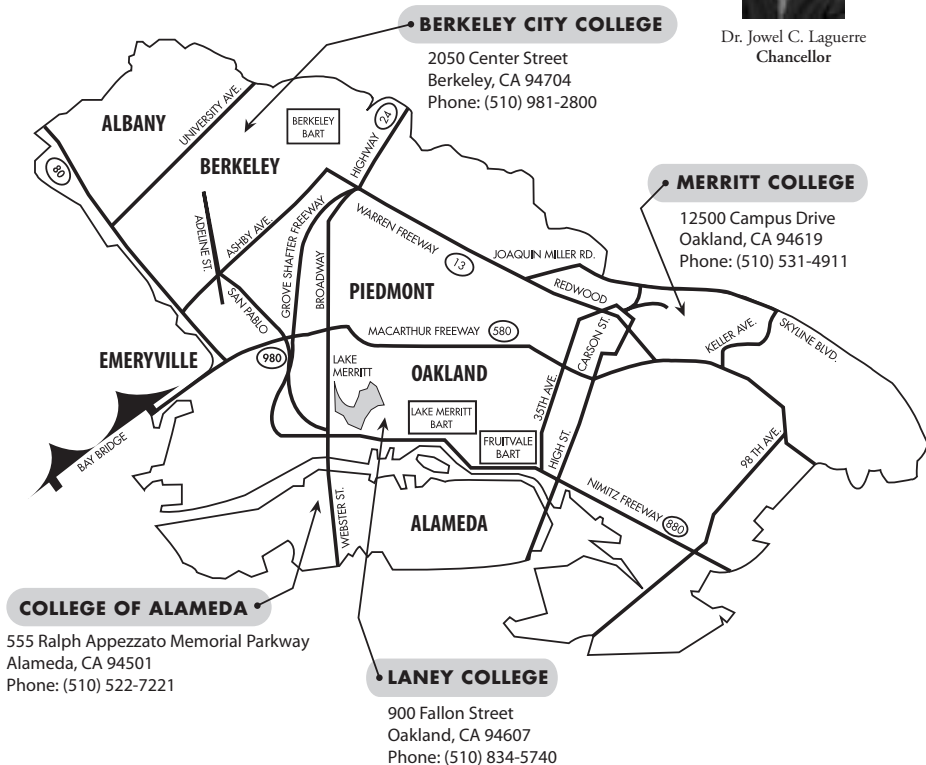 Dr. Jowel C. Laguerre
Chancellor
BERKELEY CITY COLLEGE
2050 Center Street
Berkeley, CA 94704
Phone: (510) 981-2800
MERRITT COLLEGE
12500 Campus Drive
Oakland, CA 94619
Phone: (510) 531-4911
ALBANY
UNIVERSITY AVE.
BERKELEY
BART
HIGHWAY
24
80
BERKELEY
ADELINE ST.
ASHBY AVE.
GROVE SHAFTER FREEWAY
BROADWAY
WARREN FREEWAY
13
JOAQUIN MILLER RD.
REDWOOD
SAN PABLO
PIEDMONT
MACARTHUR FREEWAY
580
CARSON ST.
KELLER AVE.
SKYLINE BLVD.
EMERYVILLE
980
LAKE
MERRITT
OAKLAND
LAKE MERRITT
BART
35TH AVE.
FRUITVALE
BART
HIGH ST.
98 TH AVE.
BAY BRIDGE
NIMITZ FREEWAY
880
WEBSTER ST.
ALAMEDA
COLLEGE OF ALAMEDA
555 Ralph Appezzato Memorial Parkway
Alameda, CA 94501
Phone: (510) 522-7221
LANEY COLLEGE
900 Fallon Street
Oakland, CA 94607
Phone: (510) 834-5740